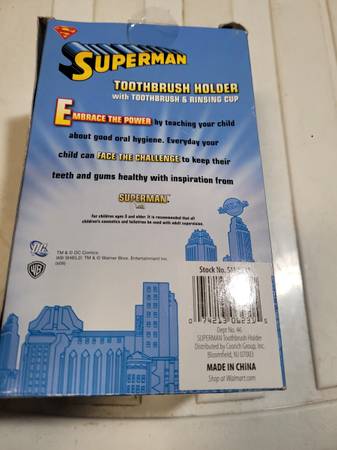 SUPERMAN
TOOTHBRUSH HOLDER
with TOOTHBRUSH & RINSING CUP
EMBRACE THE POWER by teaching your child
about good oral hygiene. Everyday your
child can FACE THE CHALLENGE to keep their
teeth and gums healthy with inspiration from
SUPERMAN
For children ages 3 and older. It is recommended that all
children's cosmetics and toiletries be used with adult supervision.
DC
TM & © DC Comics.
WB SHIELD: TM & © Warner Bros. Entertainment Inc.
WB
Stock No.
Dept No. 46
SUPERMAN Toothbrush Holder
Distributed by Coorich Group, Inc.
Bloomfield, NJ 07003
MADE IN CHINA
Shop at Walmart.com